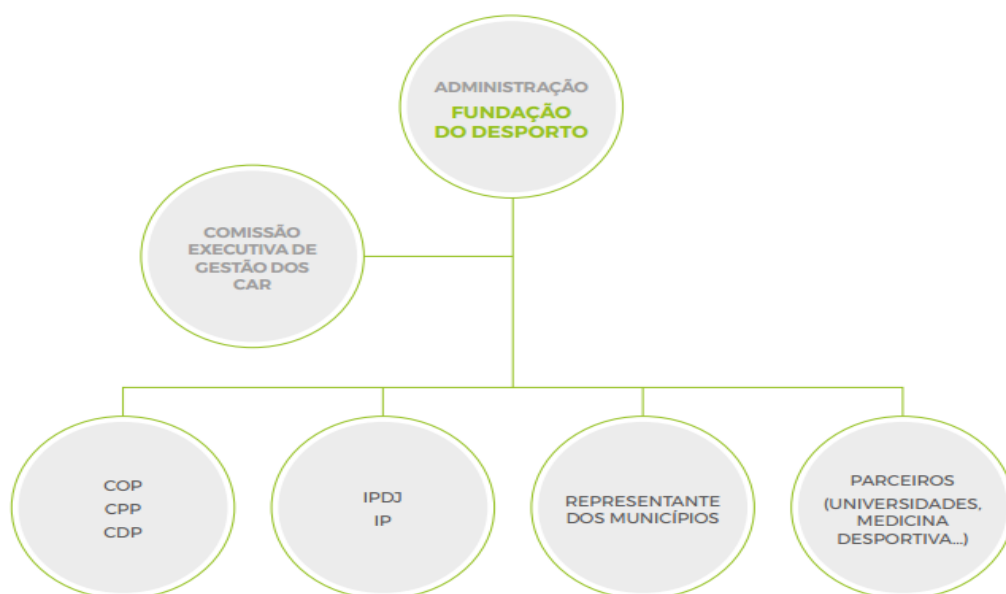 ADMINISTRAÇÃO
FUNDAÇÃO
DO DESPORTO
COMISSÃO
EXECUTIVA DE
GESTÃO DOS
CAR
COP
CPP
CDP
IPDJ
IP
REPRESENTANTE
DOS MUNICÍPIOS
PARCEIROS
(UNIVERSIDADES,
MEDICINA
DESPORTIVA...)